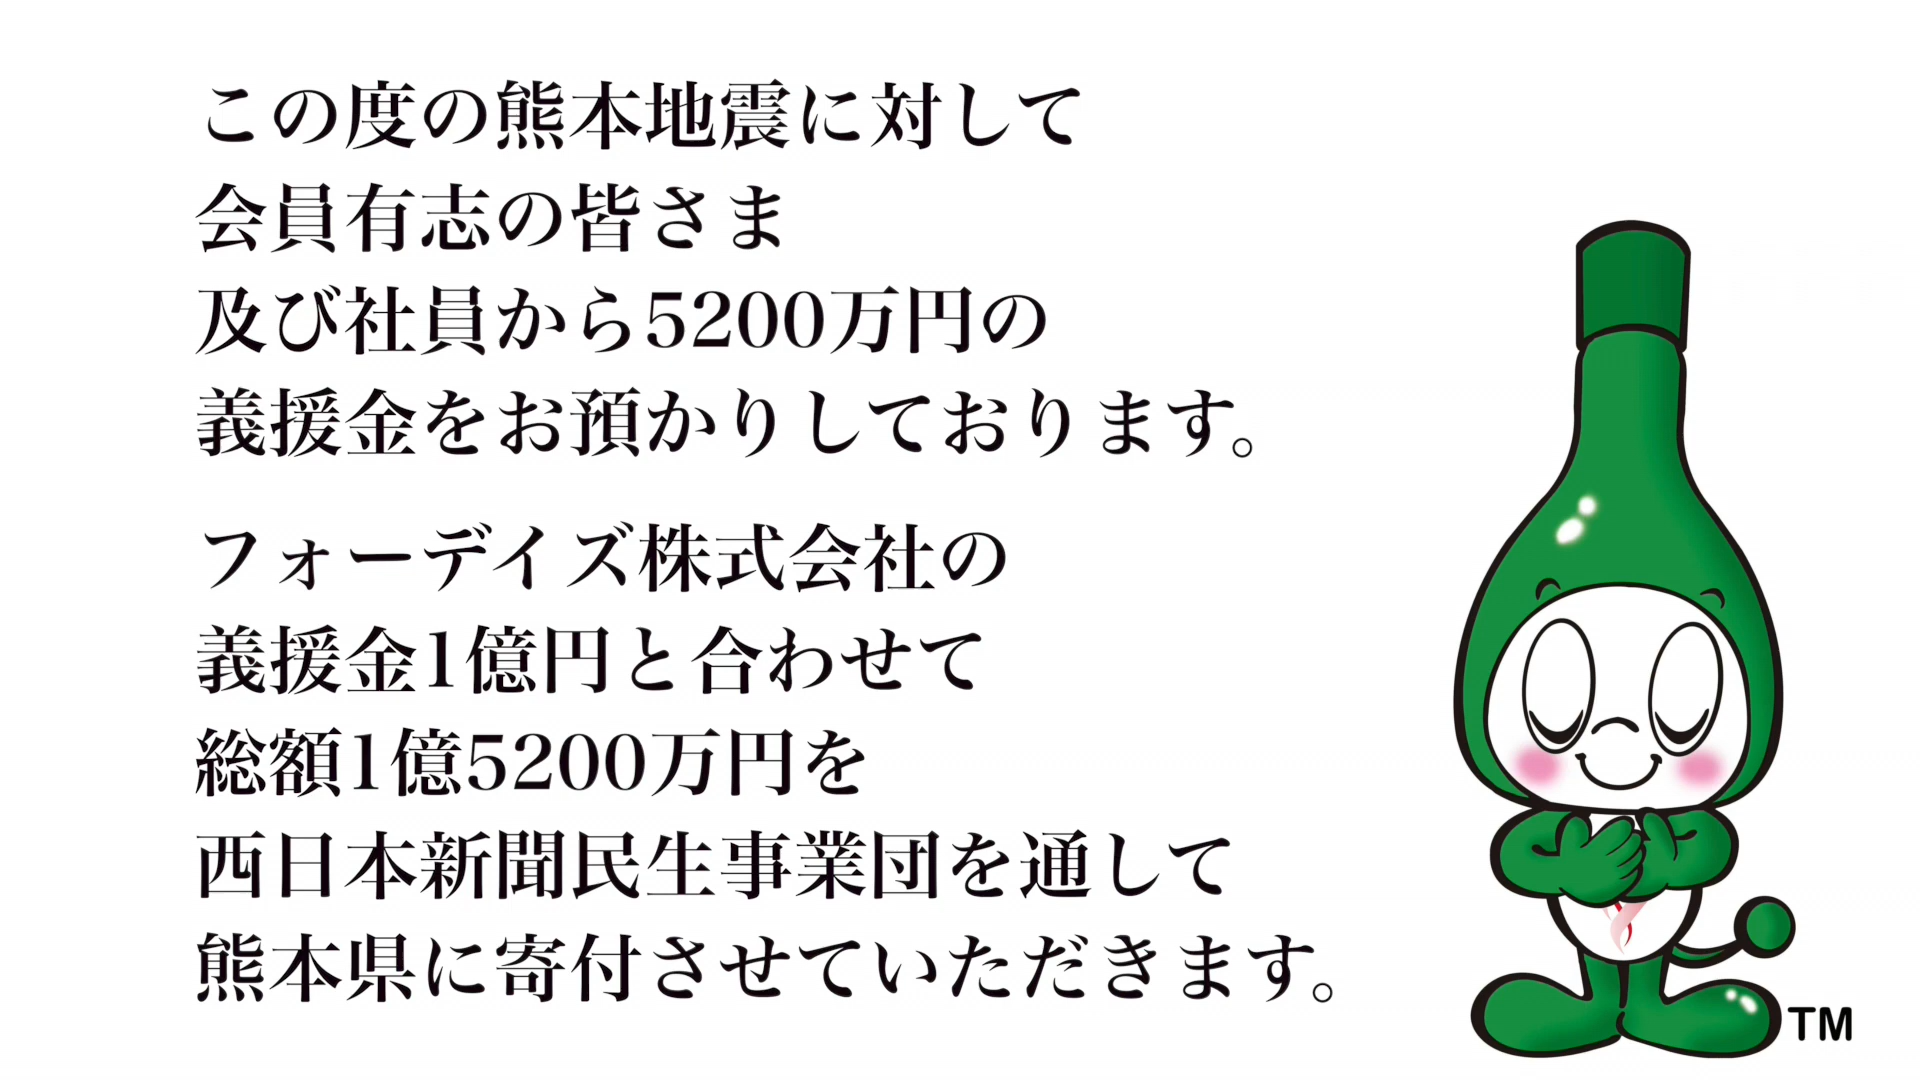 この度の熊本地震に対して
会員有志の皆さま
及び社員から5200万円の
義援金をお預かりしております。
フォーデイズ株式会社の
義援金1億円と合わせて
総額1億5200万円を
西日本新聞民生事業団を通して
熊本県に寄付させていただきます。
TM